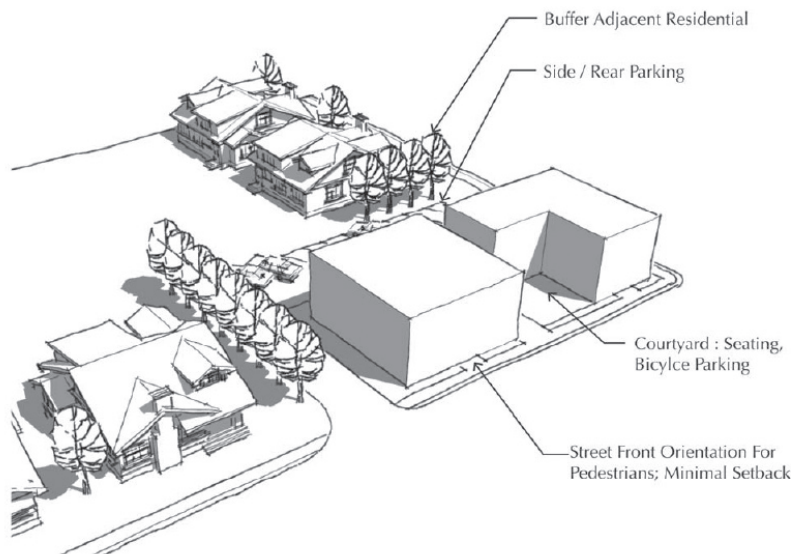 Buffer Adjacent Residential
Side / Rear Parking
Courtyard : Seating,
Bicylce Parking
Street Front Orientation For
Pedestrians; Minimal Setback